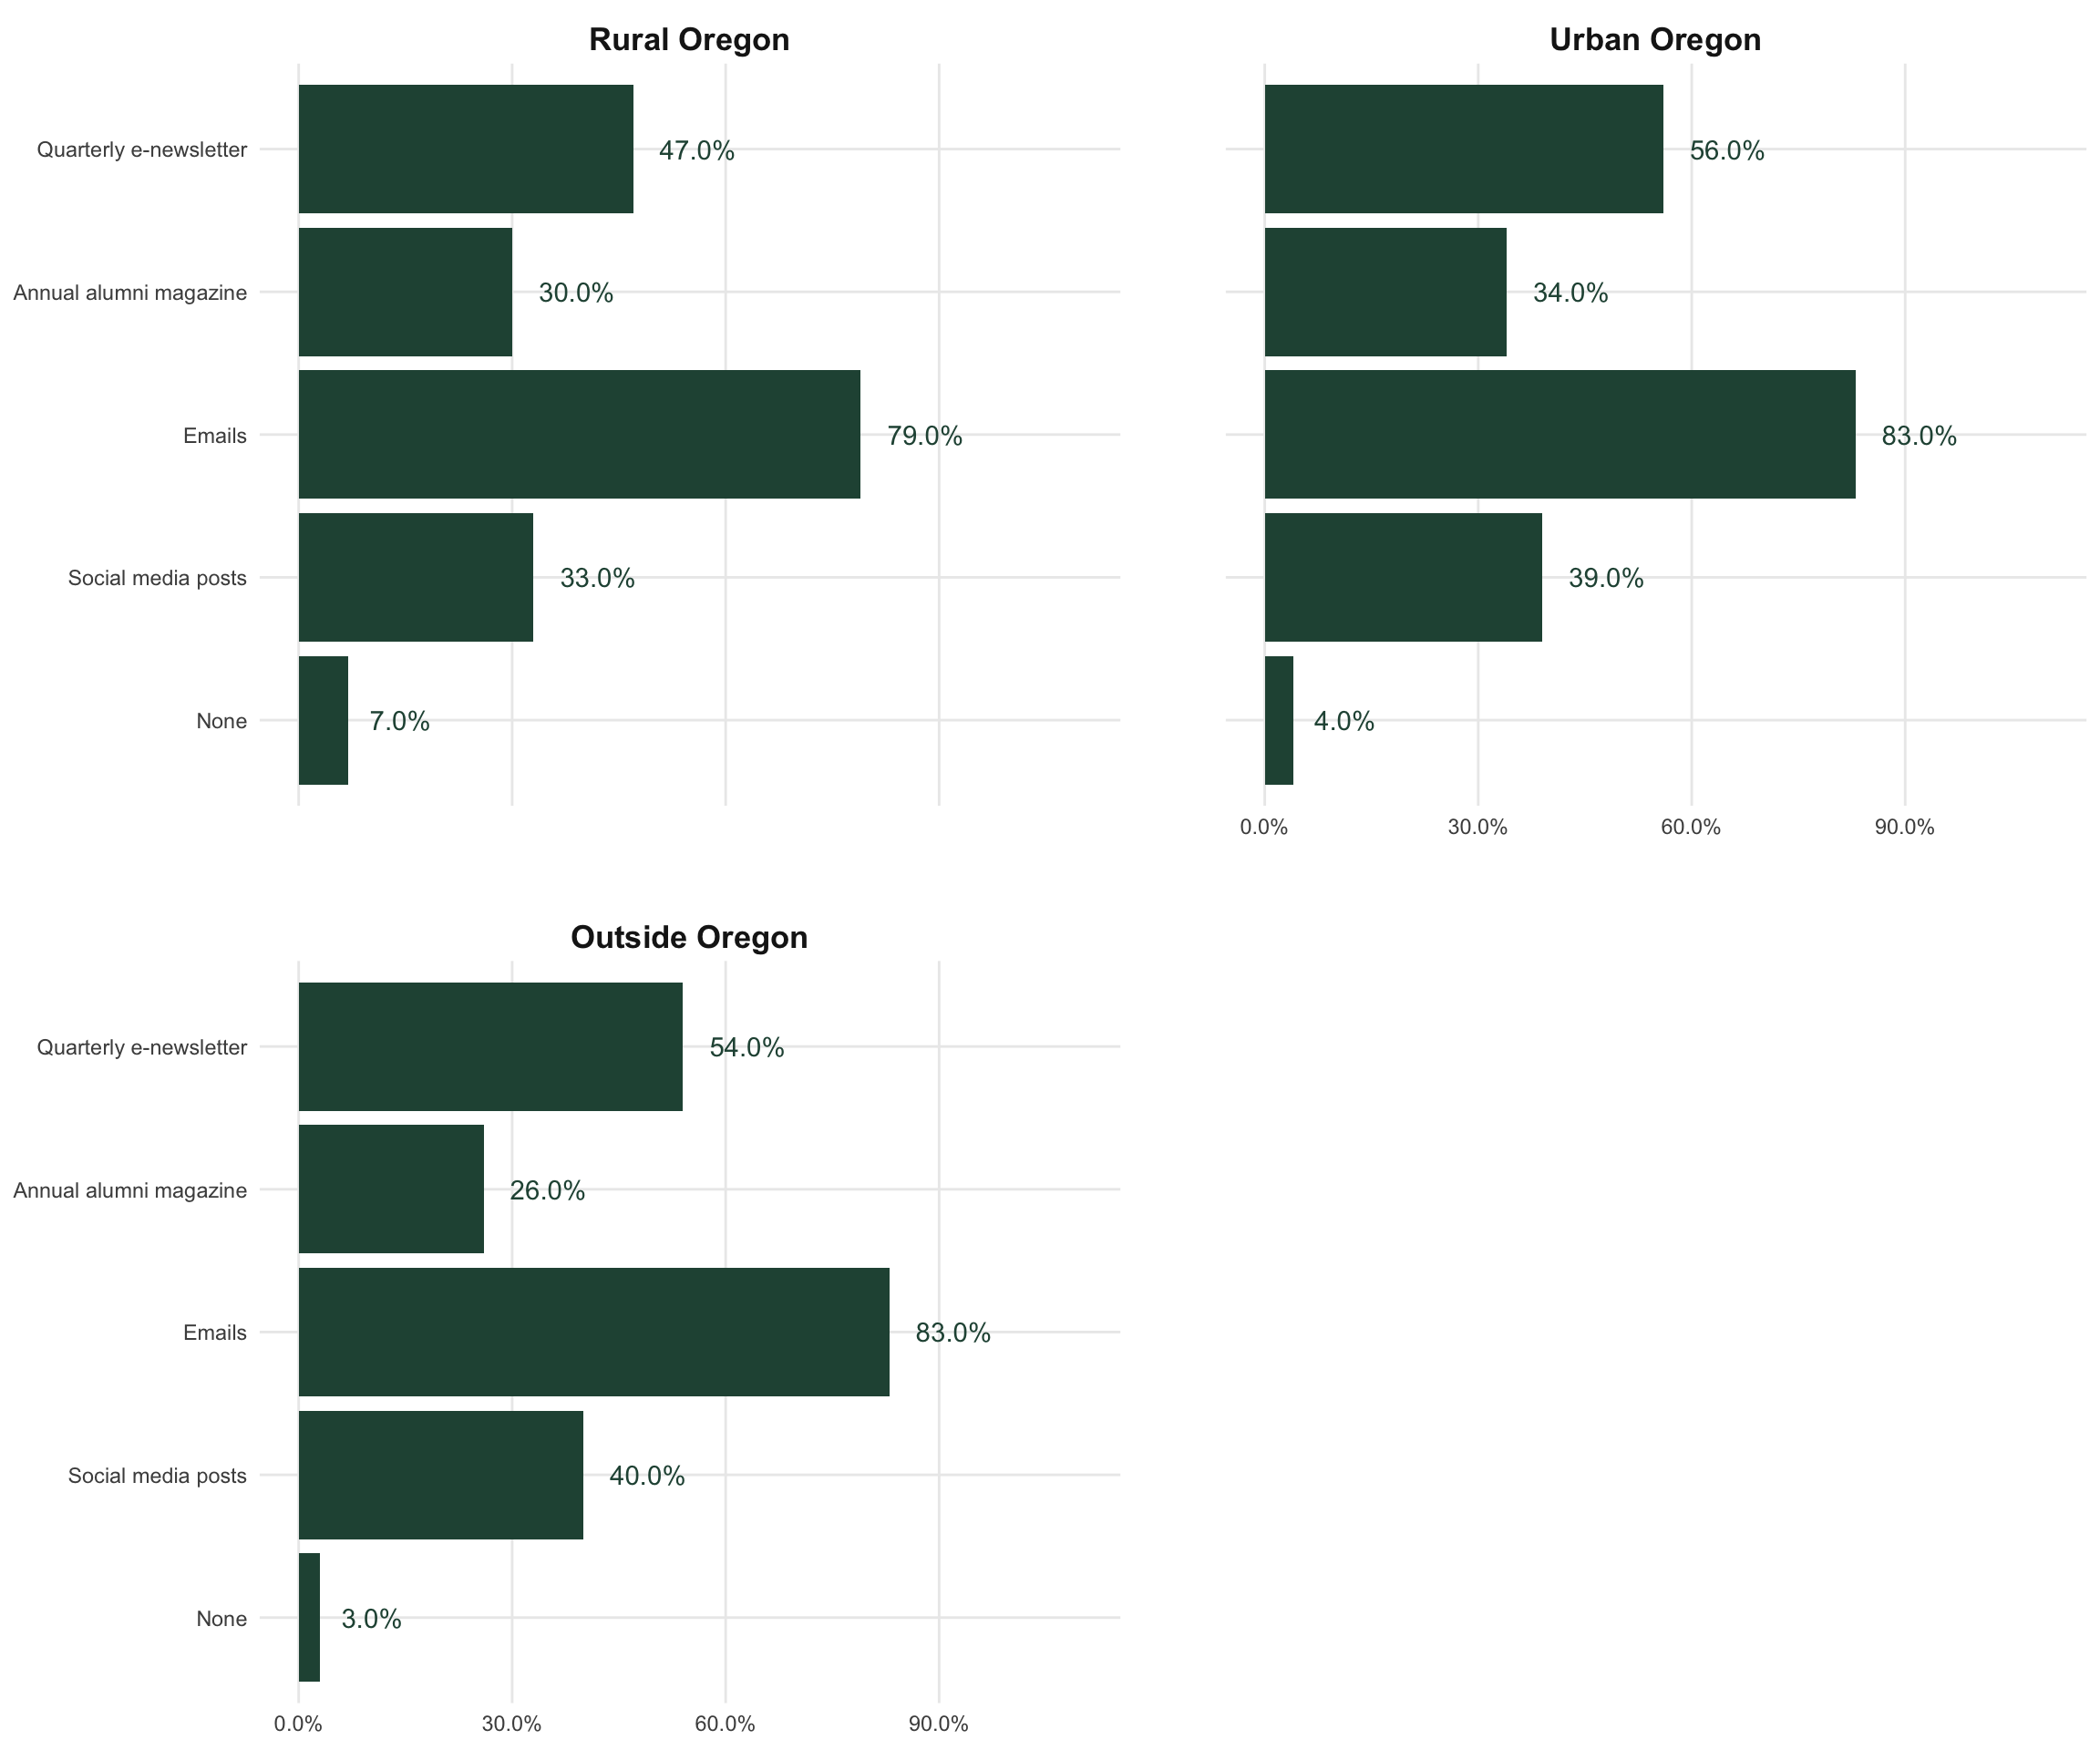 Rural Oregon
Quarterly e-newsletter
47.0%
Annual alumni magazine
30.0%
Emails
79.0%
Social media posts
33.0%
None
7.0%
Urban Oregon
56.0%
34.0%
83.0%
39.0%
4.0%
0.0% 30.0% 60.0% 90.0%
Outside Oregon
Quarterly e-newsletter
54.0%
Annual alumni magazine
26.0%
Emails
83.0%
Social media posts
40.0%
None
3.0%
0.0% 30.0% 60.0% 90.0%